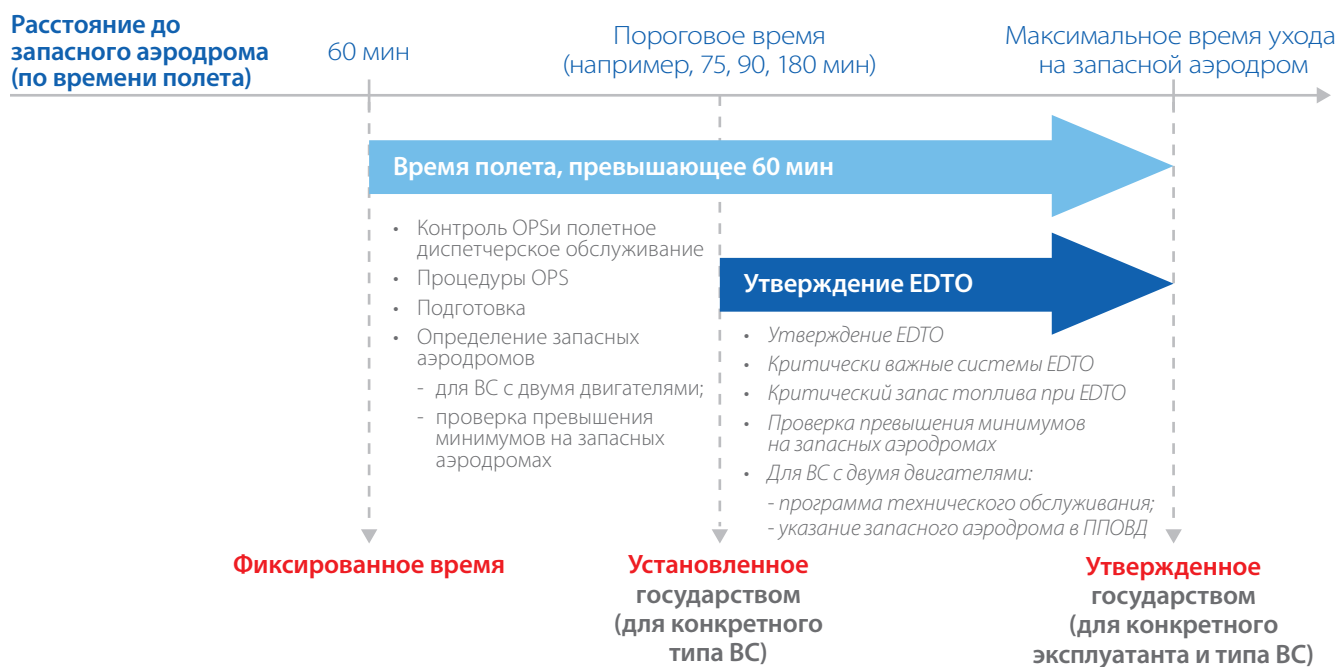 Расстояние до
запасного аэродрома
(по времени полета)
60 мин
Пороговое время
(например, 75, 90, 180 мин)
Максимальное время ухода
на запасной аэродром
Время полета, превышающее 60 мин
• Контроль OPSи полетное
диспетчерское обслуживание
• Процедуры OPS
• Подготовка
• Определение запасных
аэродромов
- для ВС с двумя двигателями;
- проверка превышения
минимумов на запасных
аэродромах
Утверждение EDTO
• Утверждение EDTO
• Критически важные системы EDTO
• Критический запас топлива при EDTO
• Проверка превышения минимумов
на запасных аэродромах
• Для ВС с двумя двигателями:
- программа технического обслуживания;
- указание запасного аэродрома в ППОВД
Фиксированное время
Установленное
государством
(для конкретного
типа ВС)
Утвержденное
государством
(для конкретного
эксплуатанта и типа ВС)